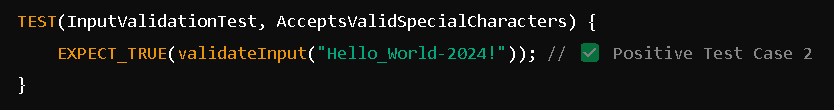 TEST(InputValidationTest, AcceptsValidSpecialCharacters) {
    EXPECT_TRUE(validateInput("Hello_World-2024!")); // ✅ Positive Test Case 2
}